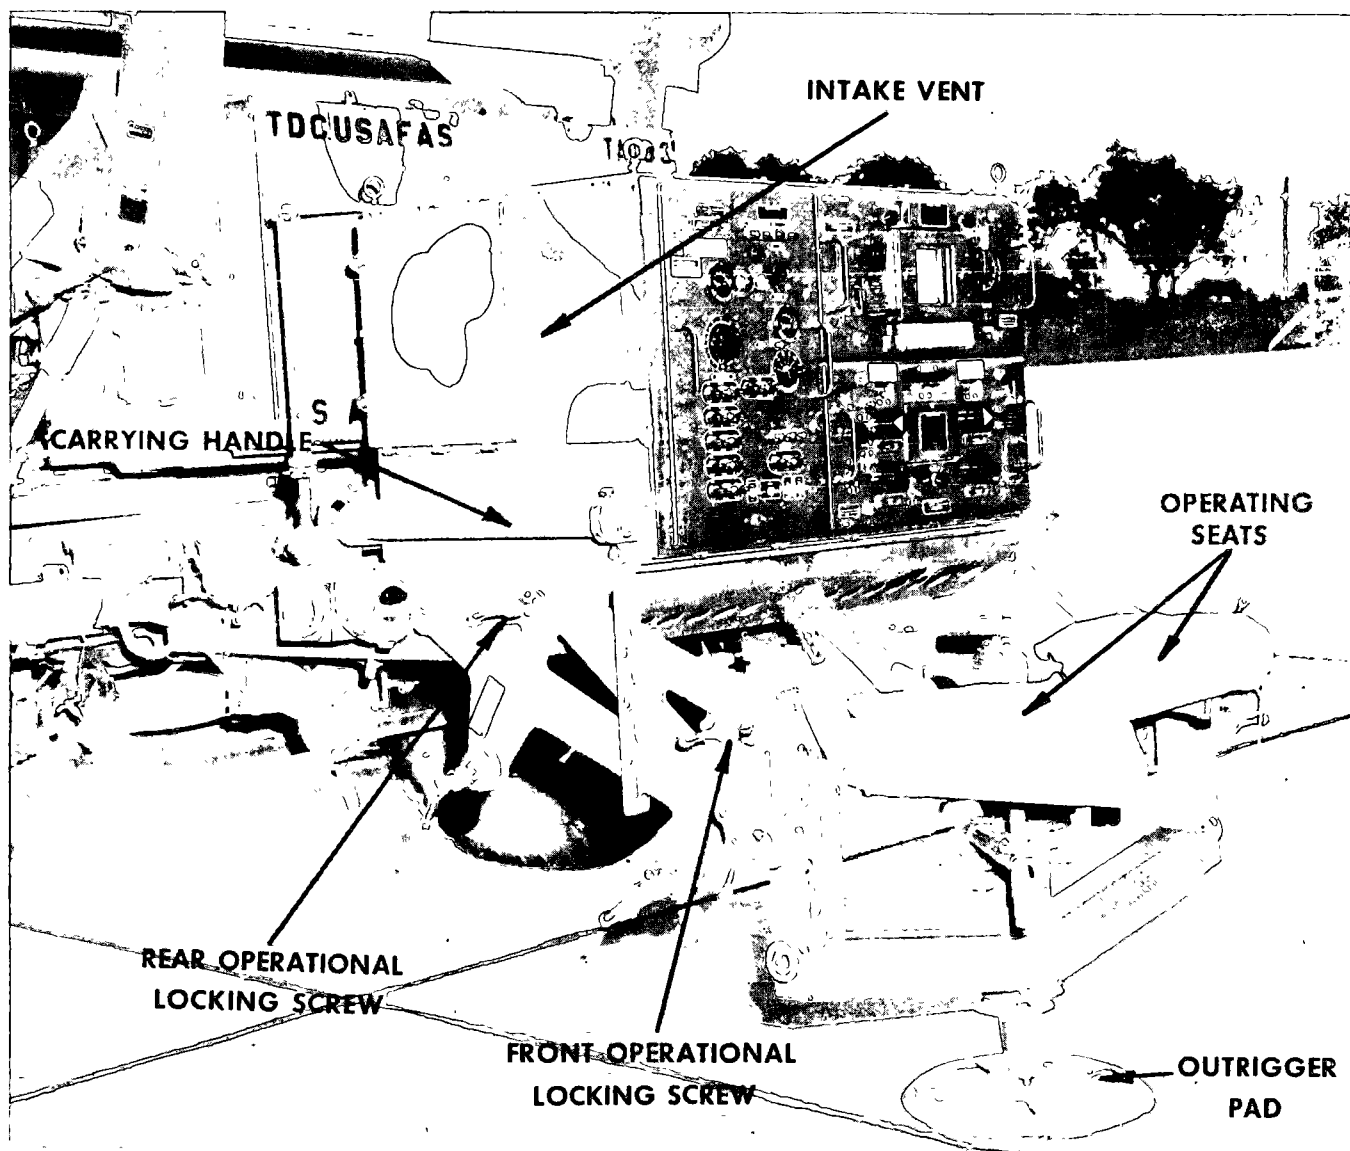 INTAKE VENT
TDCUSAFAS
S
CARRYING HANDLE
OPERATING
SEATS
REAR OPERATIONAL
LOCKING SCREW
FRONT OPERATIONAL
LOCKING SCREW
OUTRIGGER
PAD